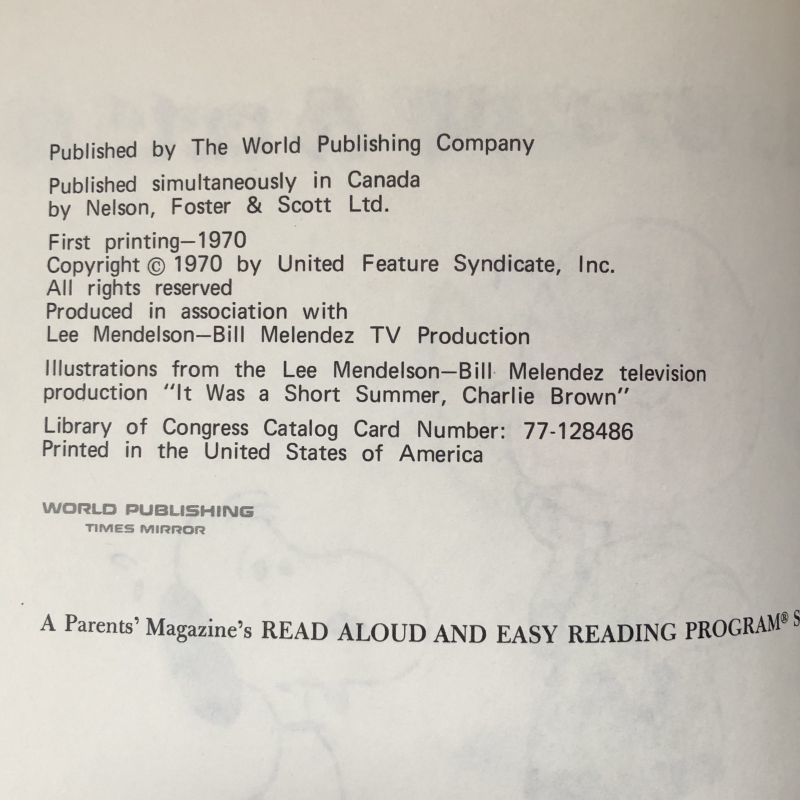 Published by The World Publishing Company
Published simultaneously in Canada
by Nelson, Foster & Scott Ltd.
First printing—1970
Copyright © 1970 by United Feature Syndicate, Inc.
All rights reserved
Produced in association with
Lee Mendelson—Bill Melendez TV Production
Illustrations from the Lee Mendelson—Bill Melendez television
production "It Was a Short Summer, Charlie Brown"
Library of Congress Catalog Card Number: 77-128486
Printed in the United States of America
WORLD PUBLISHING
TIMES MIRROR
A Parents' Magazine's READ ALOUD AND EASY READING PROGRAM®